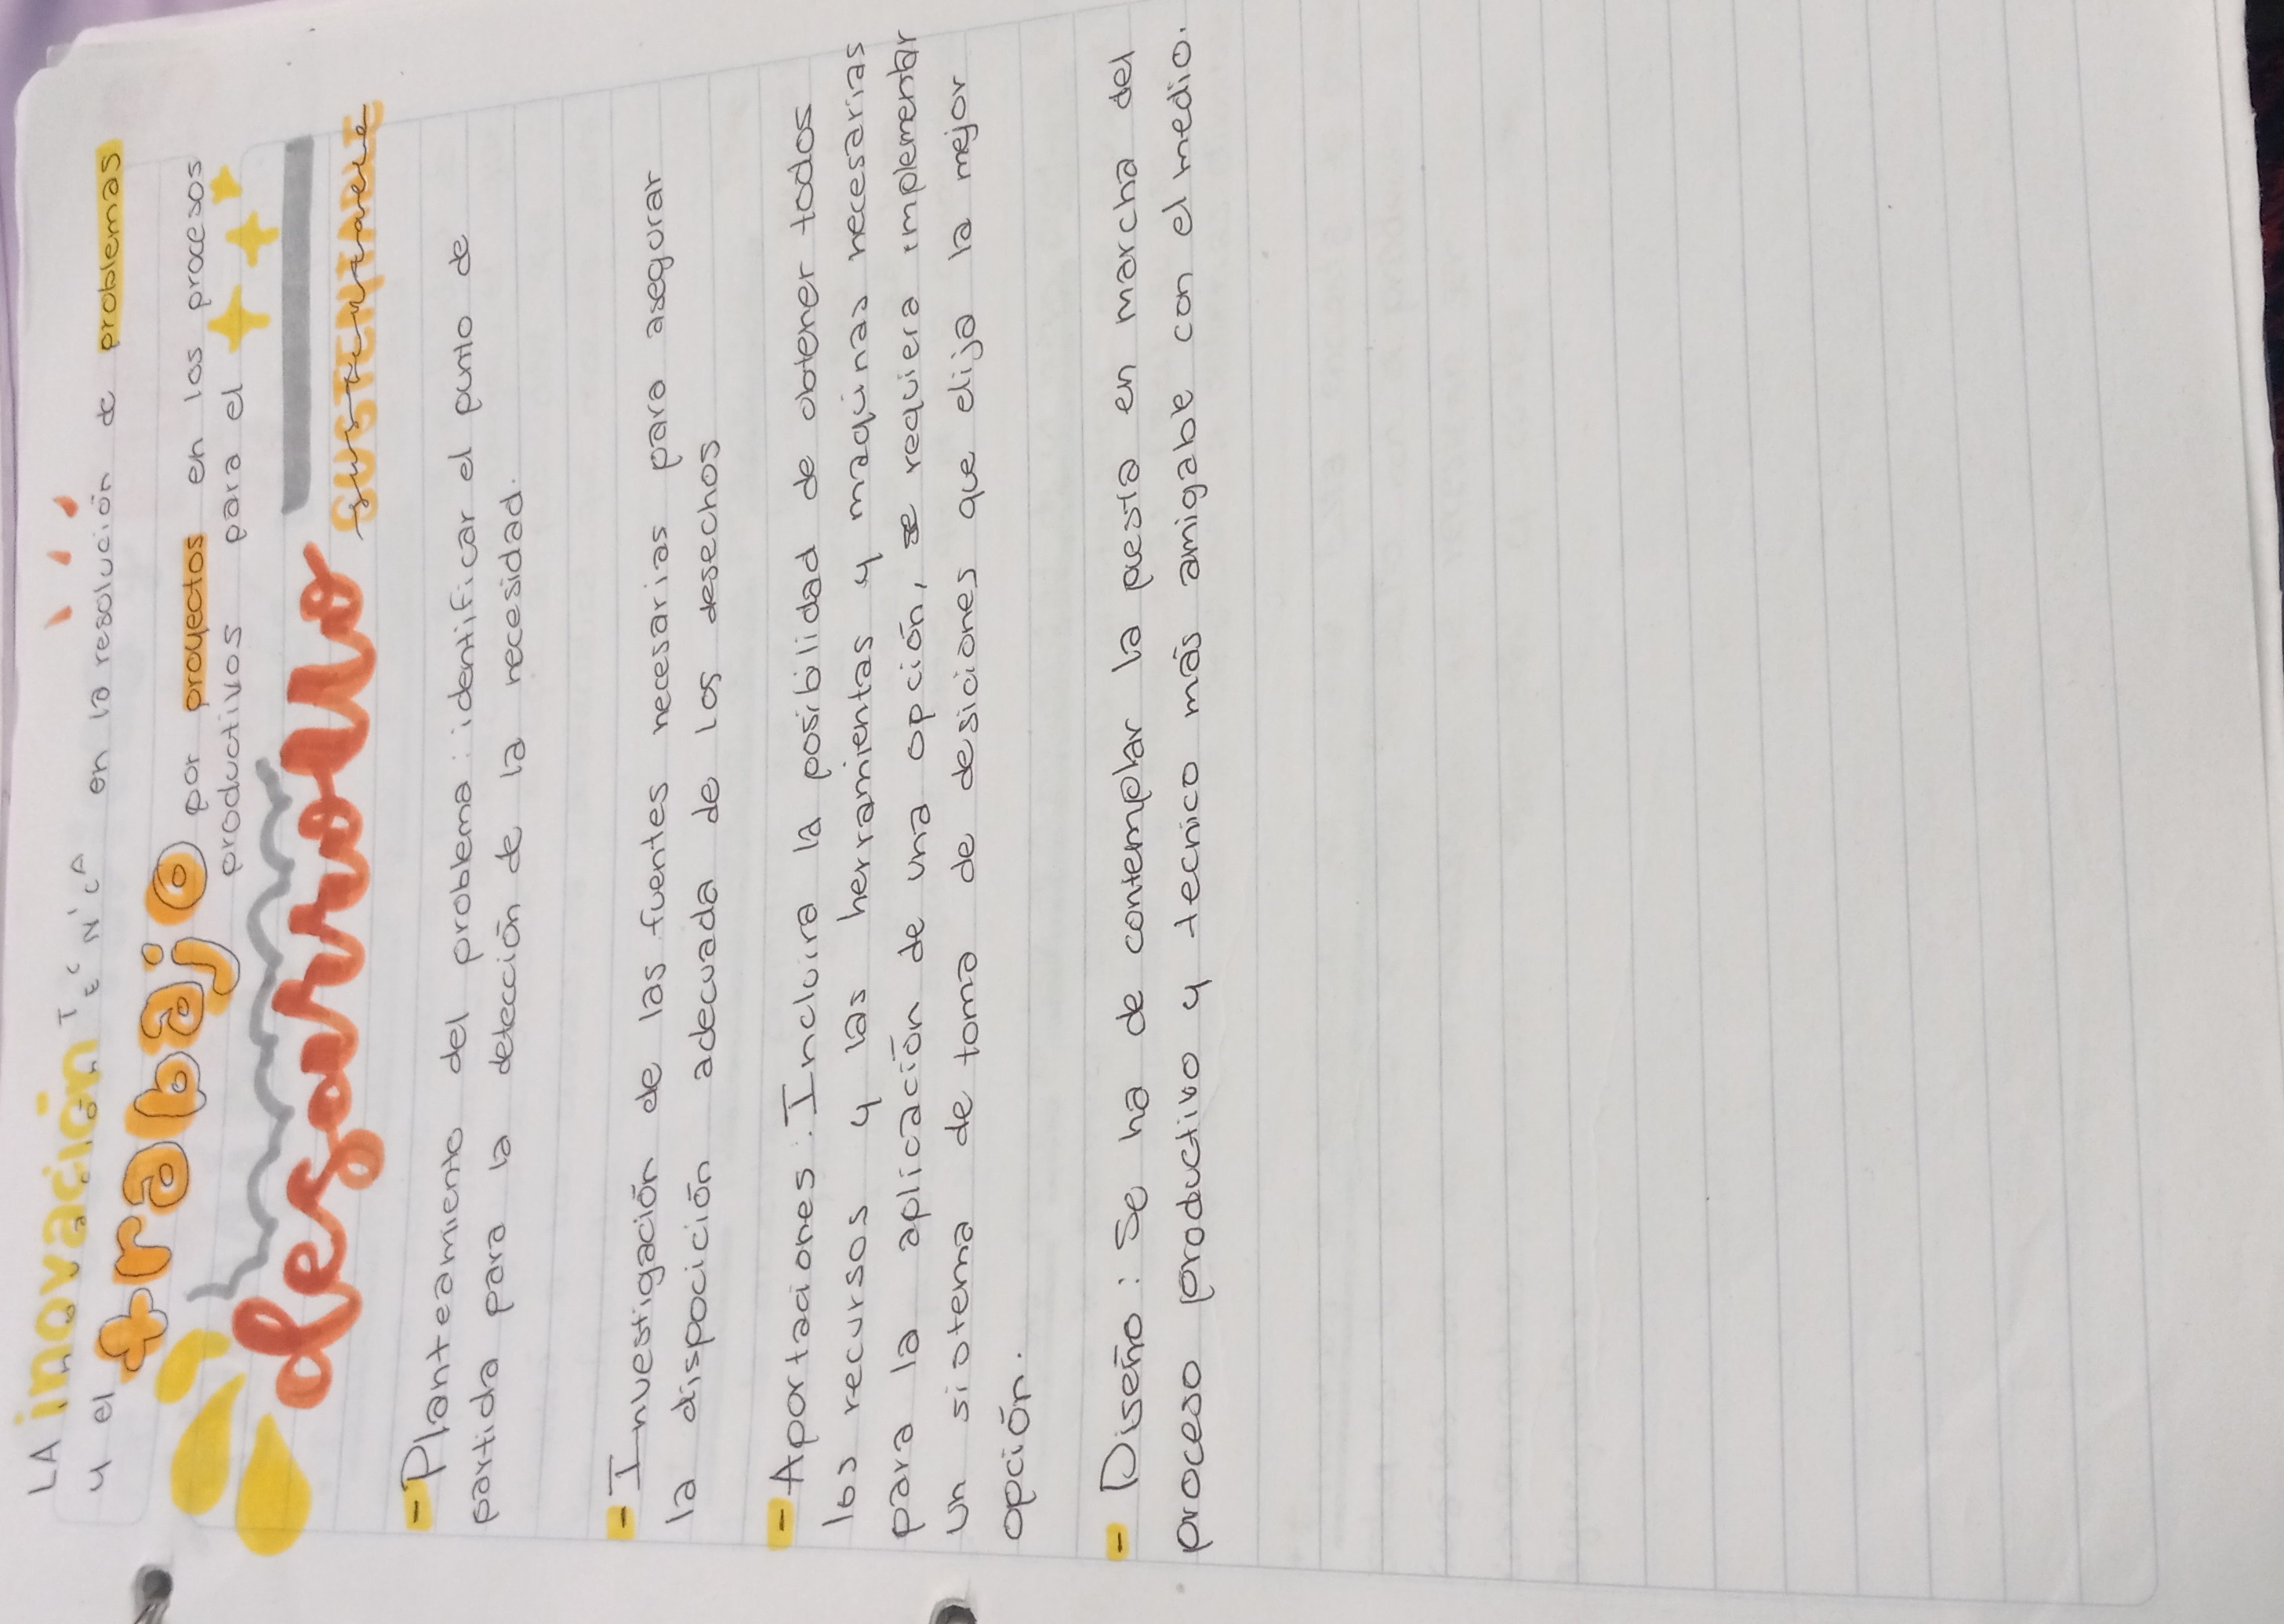 LA inovación TECNICA en la resolución de problemas
y el trabajo por proyectos en los procesos
productivos para el
desarrollo SUSTENTABLE
- Planteamiento del problema: identificar el punto de
partida para la detección de la necesidad.
- Investigación de las fuentes necesarias para asegurar
la dispocición adecuada de los desechos
- Aportaciones: Incluira la posibilidad de obtener todos
los recursos y las herramientas y maquinas necesarias
para la aplicación de una opción, se requiera implementar
un sistema de toma de desiciones que elija la mejor
opción.
- Diseño: Se ha de contemplar la puesta en marcha del
proceso productivo y tecnico más amigable con el medio.